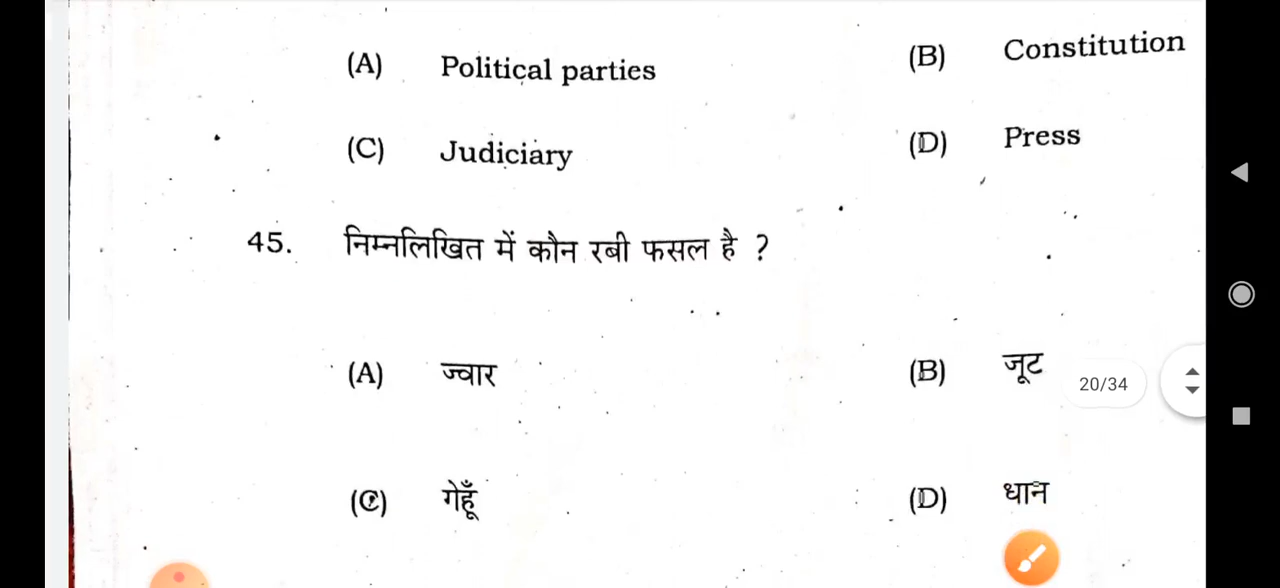 (A) Political parties (B) Constitution
(C) Judiciary (D) Press
45. निम्नलिखित में कौन रबी फसल है ?
(A) ज्वार (B) जूट
20/34
(C) गेहूँ (D) धान